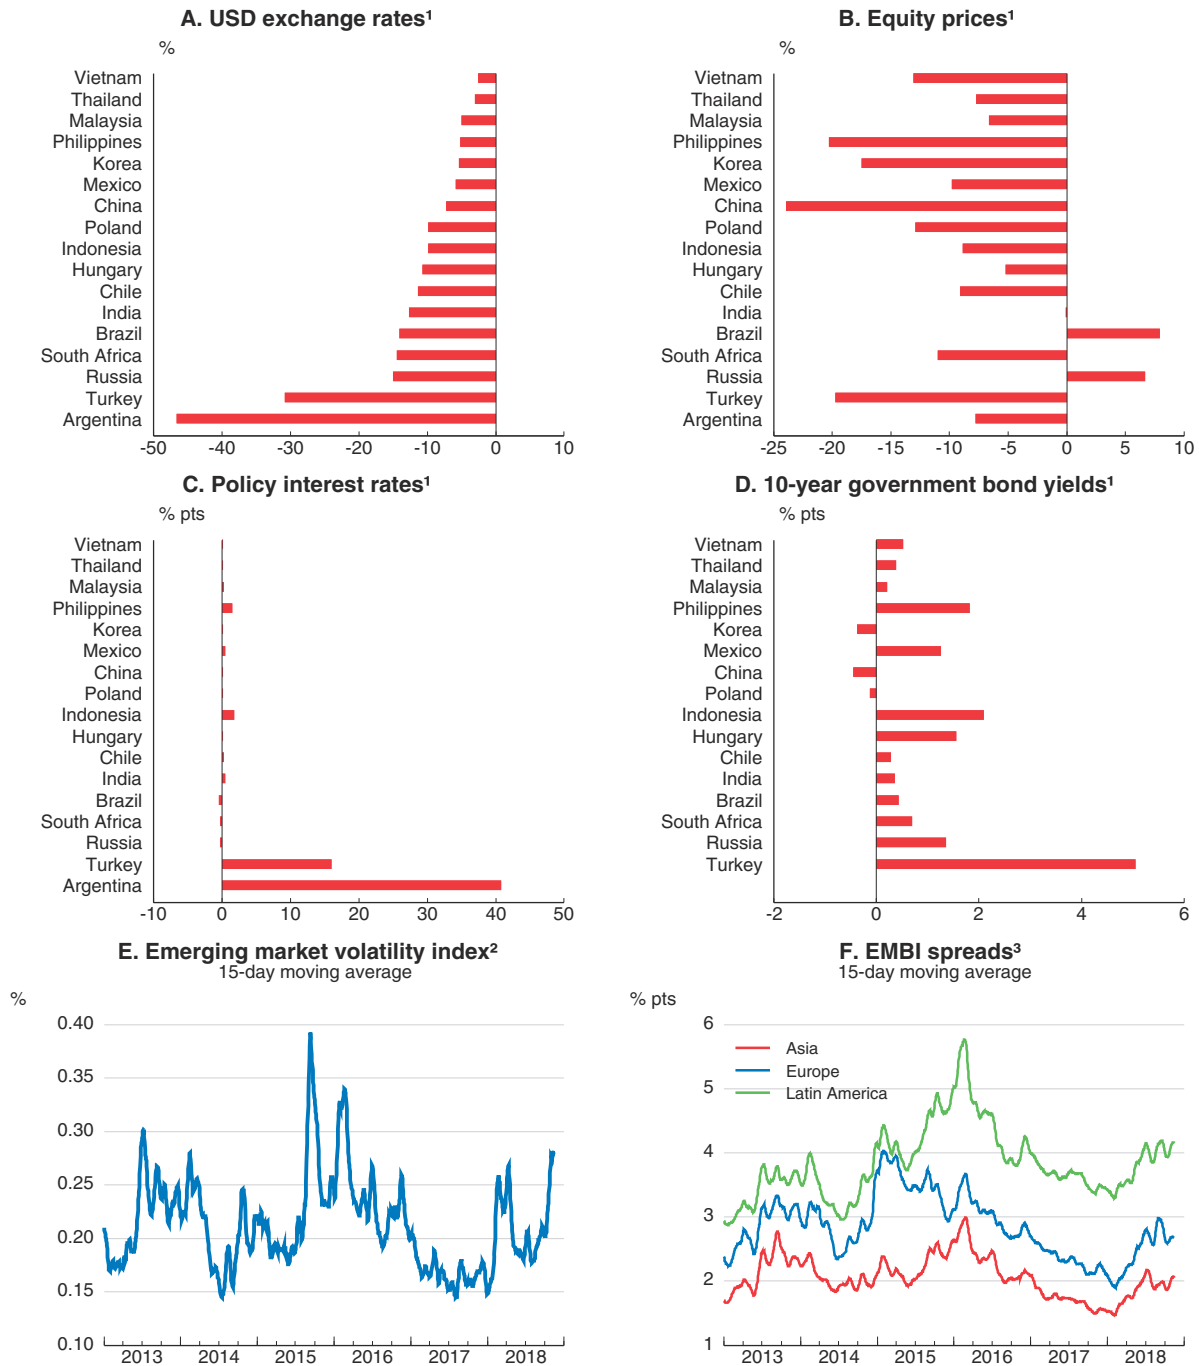 A. USD exchange rates¹
%
Vietnam
Thailand
Malaysia
Philippines
Korea
Mexico
China
Poland
Indonesia
Hungary
Chile
India
Brazil
South Africa
Russia
Turkey
Argentina
-50 -40 -30 -20 -10 0 10
B. Equity prices¹
%
Vietnam
Thailand
Malaysia
Philippines
Korea
Mexico
China
Poland
Indonesia
Hungary
Chile
India
Brazil
South Africa
Russia
Turkey
Argentina
-25 -20 -15 -10 -5 0 5 10
C. Policy interest rates¹
% pts
Vietnam
Thailand
Malaysia
Philippines
Korea
Mexico
China
Poland
Indonesia
Hungary
Chile
India
Brazil
South Africa
Russia
Turkey
Argentina
-10 0 10 20 30 40 50
D. 10-year government bond yields¹
% pts
Vietnam
Thailand
Malaysia
Philippines
Korea
Mexico
China
Poland
Indonesia
Hungary
Chile
India
Brazil
South Africa
Russia
Turkey
-2 0 2 4 6
E. Emerging market volatility index²
15-day moving average
%
0.40
0.35
0.30
0.25
0.20
0.15
0.10
2013 2014 2015 2016 2017 2018
F. EMBI spreads³
15-day moving average
% pts
6
5
4
3
2
1
Asia
Europe
Latin America
2013 2014 2015 2016 2017 2018